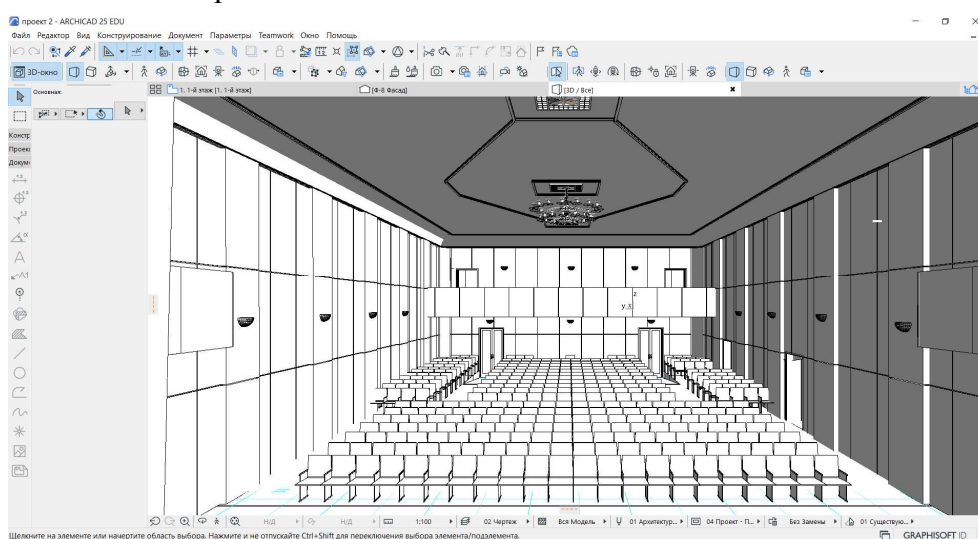 проект 2 - ARCHICAD 25 EDU
Файл Редактор Вид Конструирование Документ Параметры Teamwork Окно Помощь
3D-окно
Основная:
1. 1-й этаж [1. 1-й этаж]
[Ф-8 Фасад]
[3D / Все]
Констр
Проек
Докум
z
y x
Н/Д
Н/Д
1:100
02 Чертеж
Вся Модель
01 Архитектур...
04 Проект - П...
Без Замены
01 Существую...
Щелкните на элементе или начертите область выбора. Нажмите и не отпускайте Ctrl+Shift для переключения выбора элемента/подэлемента.
GRAPHISOFT ID